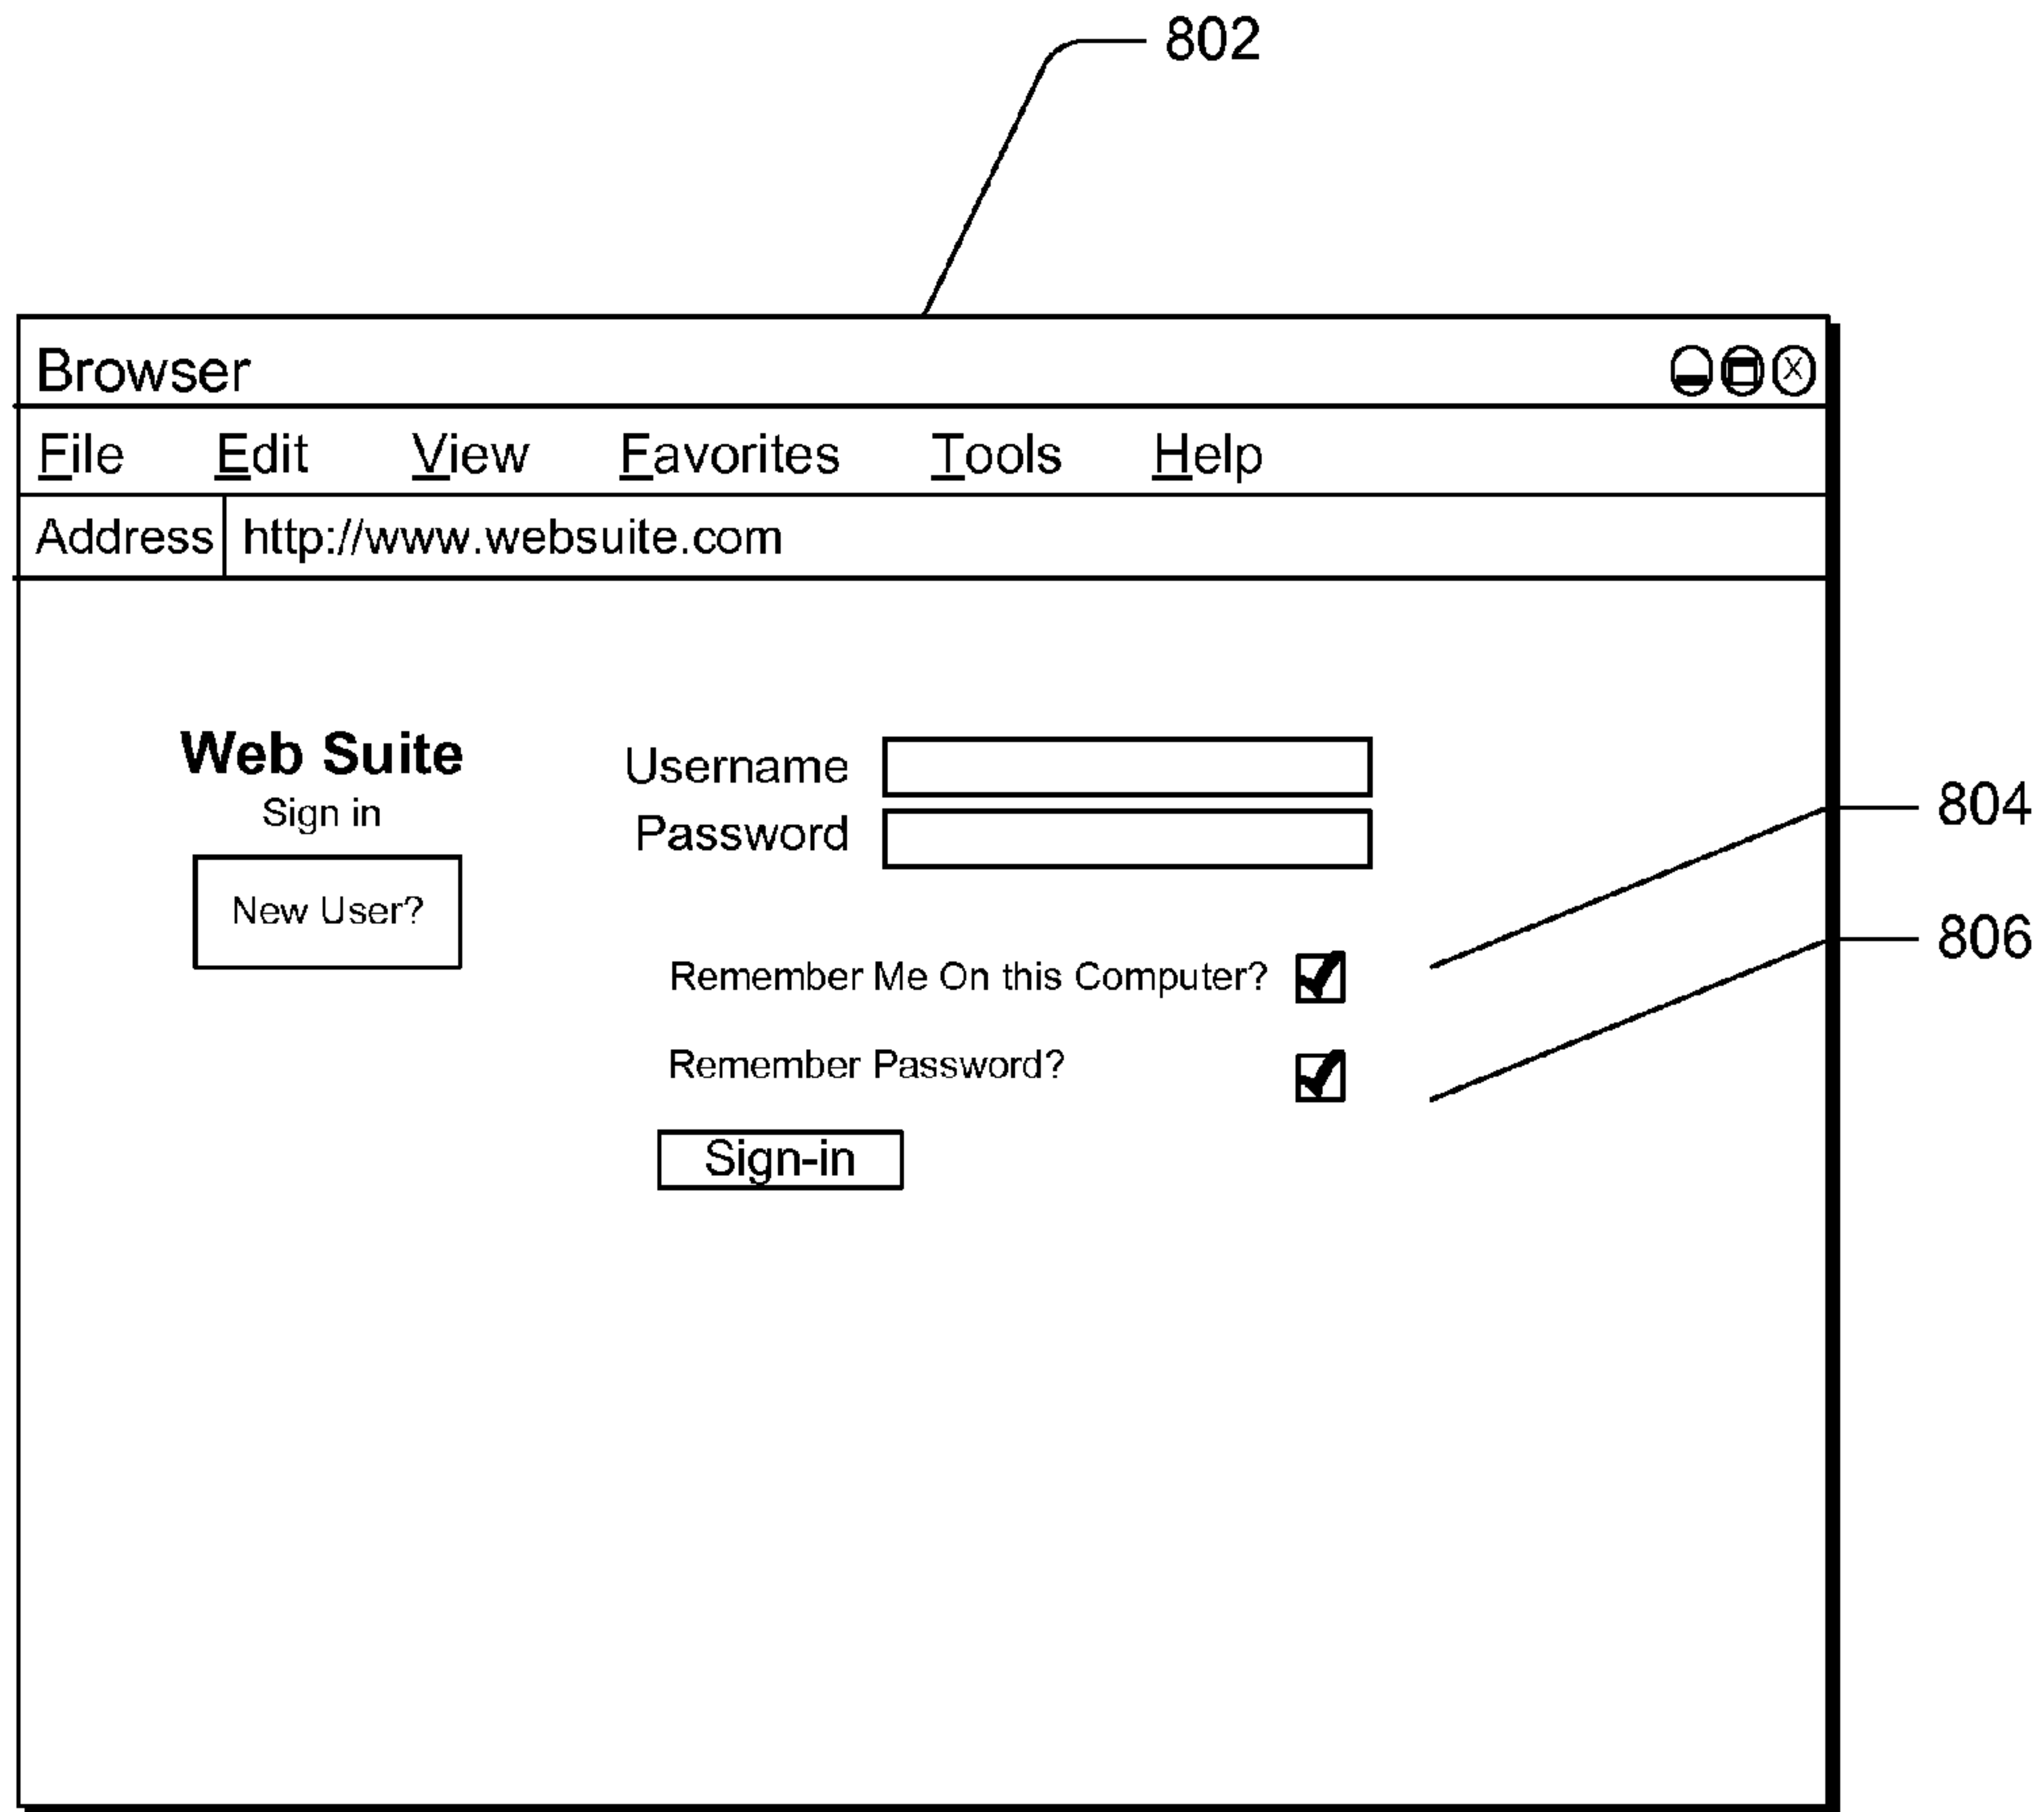 802
Browser
X
File Edit View Favorites Tools Help
Address http://www.websuite.com
Web Suite
Sign in
New User?
Username
Password
804
806
Remember Me On this Computer?
Remember Password?
Sign-in